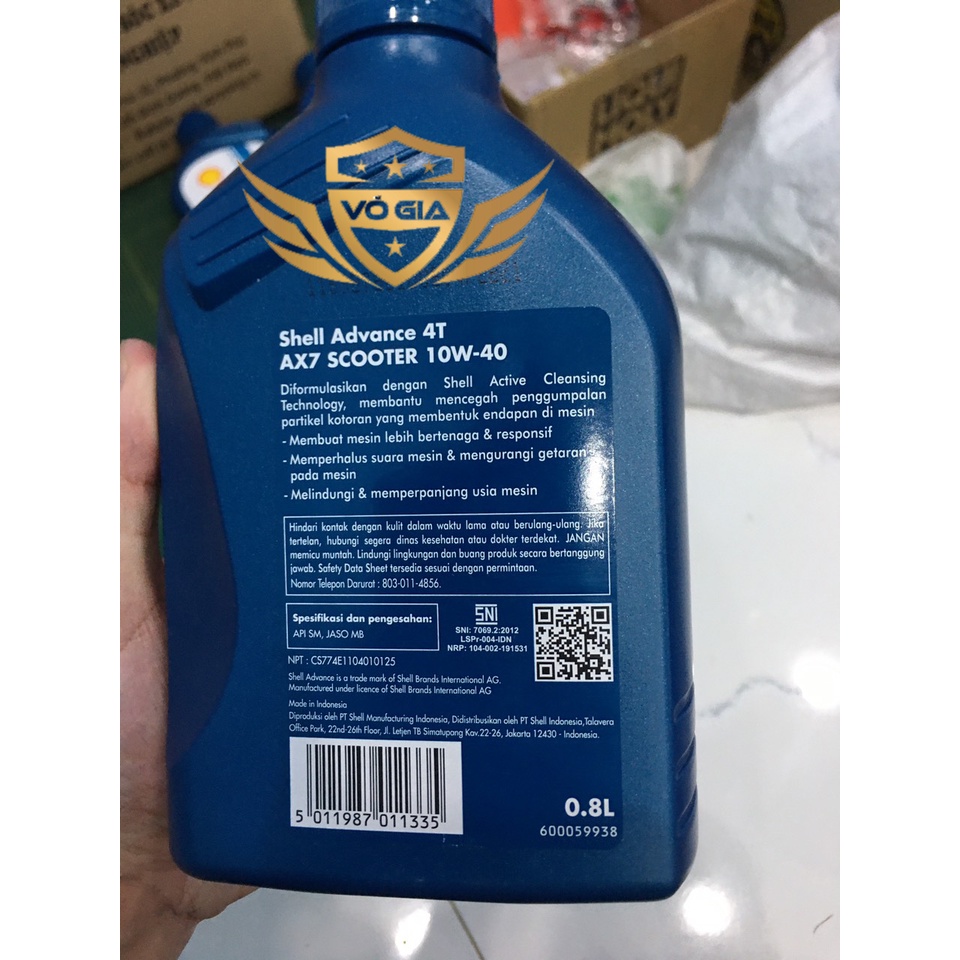 VÕ GIA
Shell Advance 4T
AX7 SCOOTER 10W-40
Diformulasikan dengan Shell Active Cleansing
Technology, membantu mencegah penggumpalan
partikel kotoran yang membentuk endapan di mesin
- Membuat mesin lebih bertenaga & responsif
- Memperhalus suara mesin & mengurangi getaran
pada mesin
- Melindungi & memperpanjang usia mesin
Hindari kontak dengan kulit dalam waktu lama atau berulang-ulang. Jika
tertelan, hubungi segera dinas kesehatan atau dokter terdekat. JANGAN
memicu muntah. Lindungi lingkungan dan buang produk secara bertanggung
jawab. Safety Data Sheet tersedia sesuai dengan permintaan.
Nomor Telepon Darurat : 803-011-4856.
Spesifikasi dan pengesahan:
API SM, JASO MB
SNI
SNI: 7069.2:2012
LSPr-004-IDN
NRP: 104-002-191531
NPT : CS774E1104010125
Shell Advance is a trade mark of Shell Brands International AG.
Manufactured under licence of Shell Brands International AG
Made in Indonesia
Diproduksi oleh PT Shell Manufacturing Indonesia, Didistribusikan oleh PT Shell Indonesia,Talavera
Office Park, 22nd-26th Floor, Jl. Letjen TB Simatupang Kav.22-26, Jakarta 12430 - Indonesia.
5 011987 011335
0.8L
600059938